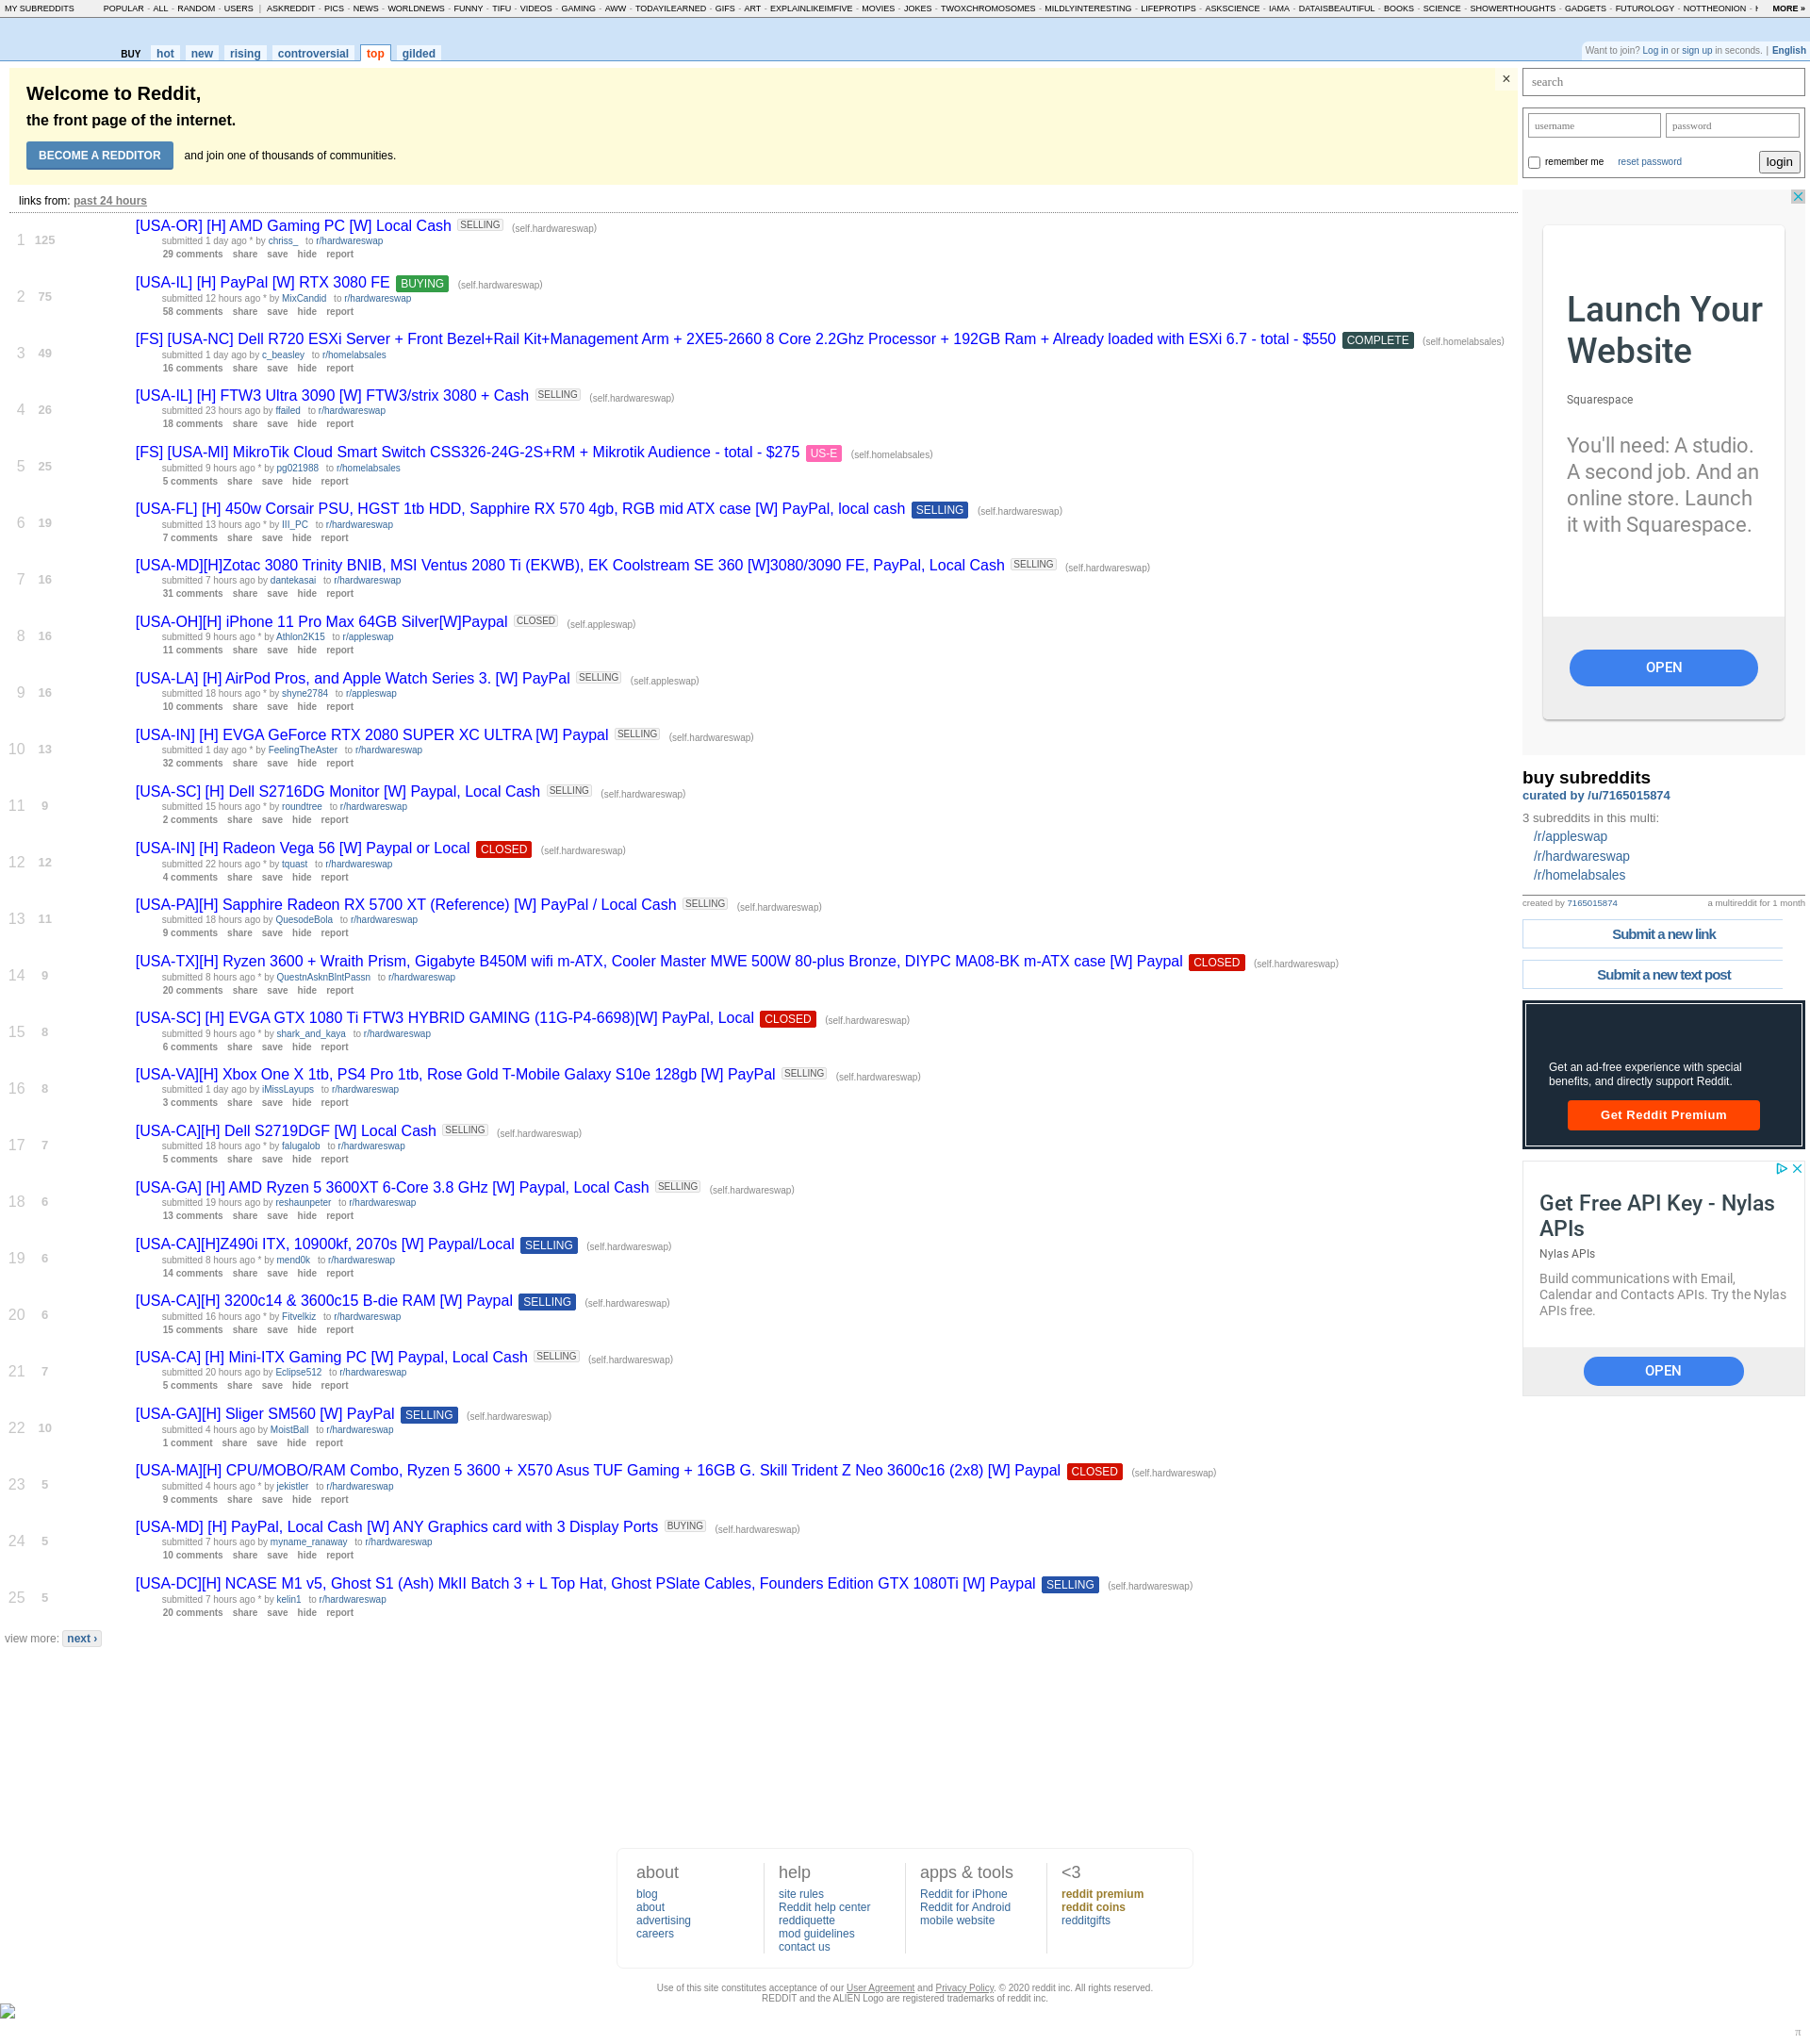 MY SUBREDDITS POPULAR - ALL - RANDOM - USERS | ASKREDDIT - PICS - NEWS - WORLDNEWS - FUNNY - TIFU - VIDEOS - GAMING - AWW - TODAYILEARNED - GIFS - ART - EXPLAINLIKEIMFIVE - MOVIES - JOKES - TWOXCHROMOSOMES - MILDLYINTERESTING - LIFEPROTIPS - ASKSCIENCE - IAMA - DATAISBEAUTIFUL - BOOKS - SCIENCE - SHOWERTHOUGHTS - GADGETS - FUTUROLOGY - NOTTHEONION - MORE »
BUY hot new rising controversial top gilded
Want to join? Log in or sign up in seconds. | English
Welcome to Reddit,
the front page of the internet.
BECOME A REDDITOR and join one of thousands of communities.
×
links from: past 24 hours
1 125 [USA-OR] [H] AMD Gaming PC [W] Local Cash SELLING (self.hardwareswap)
submitted 1 day ago * by chriss_ to r/hardwareswap
29 comments share save hide report
2 75 [USA-IL] [H] PayPal [W] RTX 3080 FE BUYING (self.hardwareswap)
submitted 12 hours ago * by MixCandid to r/hardwareswap
58 comments share save hide report
3 49 [FS] [USA-NC] Dell R720 ESXi Server + Front Bezel+Rail Kit+Management Arm + 2XE5-2660 8 Core 2.2Ghz Processor + 192GB Ram + Already loaded with ESXi 6.7 - total - $550 COMPLETE (self.homelabsales)
submitted 1 day ago by c_beasley to r/homelabsales
16 comments share save hide report
4 26 [USA-IL] [H] FTW3 Ultra 3090 [W] FTW3/strix 3080 + Cash SELLING (self.hardwareswap)
submitted 23 hours ago by ffailed to r/hardwareswap
18 comments share save hide report
5 25 [FS] [USA-MI] MikroTik Cloud Smart Switch CSS326-24G-2S+RM + Mikrotik Audience - total - $275 US-E (self.homelabsales)
submitted 9 hours ago * by pg021988 to r/homelabsales
5 comments share save hide report
6 19 [USA-FL] [H] 450w Corsair PSU, HGST 1tb HDD, Sapphire RX 570 4gb, RGB mid ATX case [W] PayPal, local cash SELLING (self.hardwareswap)
submitted 13 hours ago * by III_PC to r/hardwareswap
7 comments share save hide report
7 16 [USA-MD][H]Zotac 3080 Trinity BNIB, MSI Ventus 2080 Ti (EKWB), EK Coolstream SE 360 [W]3080/3090 FE, PayPal, Local Cash SELLING (self.hardwareswap)
submitted 7 hours ago by dantekasai to r/hardwareswap
31 comments share save hide report
8 16 [USA-OH][H] iPhone 11 Pro Max 64GB Silver[W]Paypal CLOSED (self.appleswap)
submitted 9 hours ago * by Athlon2K15 to r/appleswap
11 comments share save hide report
9 16 [USA-LA] [H] AirPod Pros, and Apple Watch Series 3. [W] PayPal SELLING (self.appleswap)
submitted 18 hours ago * by shyne2784 to r/appleswap
10 comments share save hide report
10 13 [USA-IN] [H] EVGA GeForce RTX 2080 SUPER XC ULTRA [W] Paypal SELLING (self.hardwareswap)
submitted 1 day ago * by FeelingTheAster to r/hardwareswap
32 comments share save hide report
11 9 [USA-SC] [H] Dell S2716DG Monitor [W] Paypal, Local Cash SELLING (self.hardwareswap)
submitted 15 hours ago * by roundtree to r/hardwareswap
2 comments share save hide report
12 12 [USA-IN] [H] Radeon Vega 56 [W] Paypal or Local CLOSED (self.hardwareswap)
submitted 22 hours ago * by tquast to r/hardwareswap
4 comments share save hide report
13 11 [USA-PA][H] Sapphire Radeon RX 5700 XT (Reference) [W] PayPal / Local Cash SELLING (self.hardwareswap)
submitted 18 hours ago * by QuesodeBola to r/hardwareswap
9 comments share save hide report
14 9 [USA-TX][H] Ryzen 3600 + Wraith Prism, Gigabyte B450M wifi m-ATX, Cooler Master MWE 500W 80-plus Bronze, DIYPC MA08-BK m-ATX case [W] Paypal CLOSED (self.hardwareswap)
submitted 8 hours ago * by QuestnAsknBlntPassn to r/hardwareswap
20 comments share save hide report
15 8 [USA-SC] [H] EVGA GTX 1080 Ti FTW3 HYBRID GAMING (11G-P4-6698)[W] PayPal, Local CLOSED (self.hardwareswap)
submitted 9 hours ago * by shark_and_kaya to r/hardwareswap
6 comments share save hide report
16 8 [USA-VA][H] Xbox One X 1tb, PS4 Pro 1tb, Rose Gold T-Mobile Galaxy S10e 128gb [W] PayPal SELLING (self.hardwareswap)
submitted 1 day ago by iMissLayups to r/hardwareswap
3 comments share save hide report
17 7 [USA-CA][H] Dell S2719DGF [W] Local Cash SELLING (self.hardwareswap)
submitted 18 hours ago * by falugalob to r/hardwareswap
5 comments share save hide report
18 6 [USA-GA] [H] AMD Ryzen 5 3600XT 6-Core 3.8 GHz [W] Paypal, Local Cash SELLING (self.hardwareswap)
submitted 19 hours ago by reshaunpeter to r/hardwareswap
13 comments share save hide report
19 6 [USA-CA][H]Z490i ITX, 10900kf, 2070s [W] Paypal/Local SELLING (self.hardwareswap)
submitted 8 hours ago * by mend0k to r/hardwareswap
14 comments share save hide report
20 6 [USA-CA][H] 3200c14 & 3600c15 B-die RAM [W] Paypal SELLING (self.hardwareswap)
submitted 16 hours ago * by Fitvelkiz to r/hardwareswap
15 comments share save hide report
21 7 [USA-CA] [H] Mini-ITX Gaming PC [W] Paypal, Local Cash SELLING (self.hardwareswap)
submitted 20 hours ago by Eclipse512 to r/hardwareswap
5 comments share save hide report
22 10 [USA-GA][H] Sliger SM560 [W] PayPal SELLING (self.hardwareswap)
submitted 4 hours ago by MoistBall to r/hardwareswap
1 comment share save hide report
23 5 [USA-MA][H] CPU/MOBO/RAM Combo, Ryzen 5 3600 + X570 Asus TUF Gaming + 16GB G. Skill Trident Z Neo 3600c16 (2x8) [W] Paypal CLOSED (self.hardwareswap)
submitted 4 hours ago * by jekistler to r/hardwareswap
9 comments share save hide report
24 5 [USA-MD] [H] PayPal, Local Cash [W] ANY Graphics card with 3 Display Ports BUYING (self.hardwareswap)
submitted 7 hours ago by myname_ranaway to r/hardwareswap
10 comments share save hide report
25 5 [USA-DC][H] NCASE M1 v5, Ghost S1 (Ash) MkII Batch 3 + L Top Hat, Ghost PSlate Cables, Founders Edition GTX 1080Ti [W] Paypal SELLING (self.hardwareswap)
submitted 7 hours ago * by kelin1 to r/hardwareswap
20 comments share save hide report
view more: next ›
search
username password
remember me reset password login
Launch Your
Website
Squarespace
You'll need: A studio.
A second job. And an
online store. Launch
it with Squarespace.
OPEN
buy subreddits
curated by /u/7165015874
3 subreddits in this multi:
/r/appleswap
/r/hardwareswap
/r/homelabsales
created by 7165015874 a multireddit for 1 month
Submit a new link
Submit a new text post
Get an ad-free experience with special
benefits, and directly support Reddit.
Get Reddit Premium
Get Free API Key - Nylas
APIs
Nylas APIs
Build communications with Email,
Calendar and Contacts APIs. Try the Nylas
APIs free.
OPEN
about
blog
about
advertising
careers
help
site rules
Reddit help center
reddiquette
mod guidelines
contact us
apps & tools
Reddit for iPhone
Reddit for Android
mobile website
<3
reddit premium
reddit coins
redditgifts
Use of this site constitutes acceptance of our User Agreement and Privacy Policy. © 2020 reddit inc. All rights reserved.
REDDIT and the ALIEN Logo are registered trademarks of reddit inc.
π